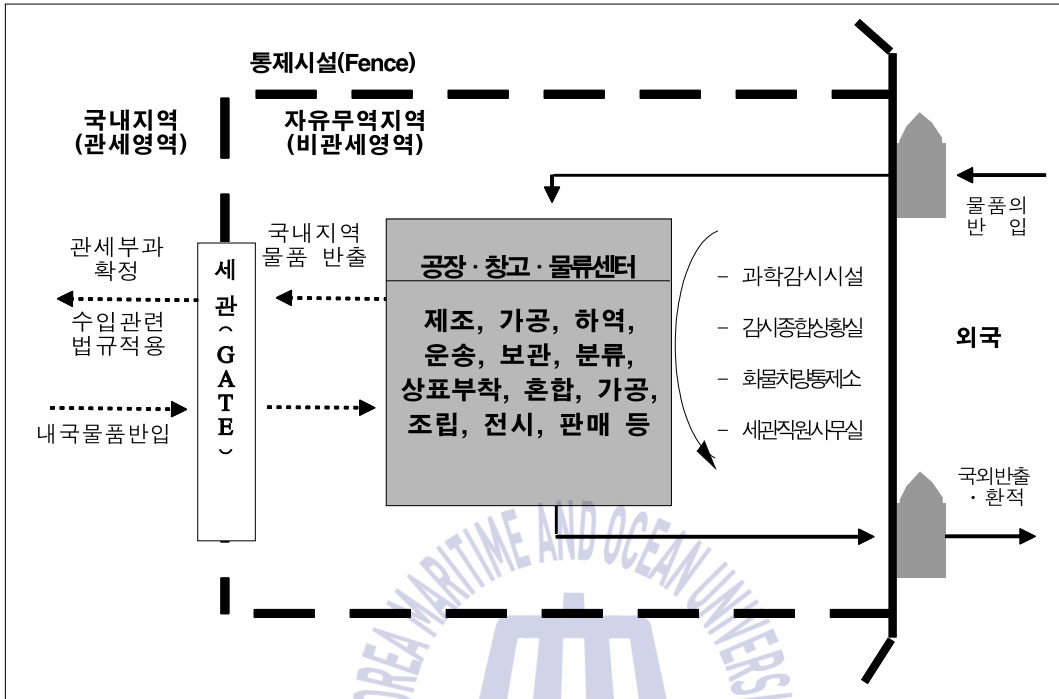 통제시설(Fence)
국내지역
(관세영역)
자유무역지역
(비관세영역)
물품의
반 입
관세부과
확정
국내지역
물품 반출
세관(GATE)
수입관련
법규적용
내국물품반입
공장 · 창고 · 물류센터
제조, 가공, 하역,
운송, 보관, 분류,
상표부착, 혼합, 가공,
조립, 전시, 판매 등
- 과학감시시설
- 감시종합상황실
- 화물차량통제소
- 세관직원사무실
외국
국외반출
· 환적
KOREA MARITIME AND OCEAN UNIVERSI